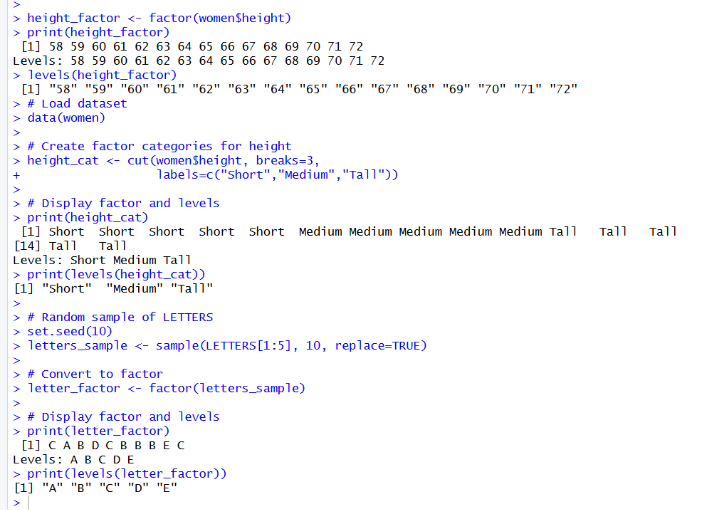 >
> height_factor <- factor(women$height)
> print(height_factor)
 [1] 58 59 60 61 62 63 64 65 66 67 68 69 70 71 72
Levels: 58 59 60 61 62 63 64 65 66 67 68 69 70 71 72
> levels(height_factor)
 [1] "58" "59" "60" "61" "62" "63" "64" "65" "66" "67" "68" "69" "70" "71" "72"
> # Load dataset
> data(women)
>
> # Create factor categories for height
> height_cat <- cut(women$height, breaks=3,
+                   labels=c("Short","Medium","Tall"))
>
> # Display factor and levels
> print(height_cat)
 [1] Short  Short  Short  Short  Short  Medium Medium Medium Medium Medium Tall   Tall   Tall
[14] Tall   Tall
Levels: Short Medium Tall
> print(levels(height_cat))
[1] "Short"  "Medium" "Tall"
>
> # Random sample of LETTERS
> set.seed(10)
> letters_sample <- sample(LETTERS[1:5], 10, replace=TRUE)
>
> # Convert to factor
> letter_factor <- factor(letters_sample)
>
> # Display factor and levels
> print(letter_factor)
 [1] C A B D C B B B E C
Levels: A B C D E
> print(levels(letter_factor))
[1] "A" "B" "C" "D" "E"
>